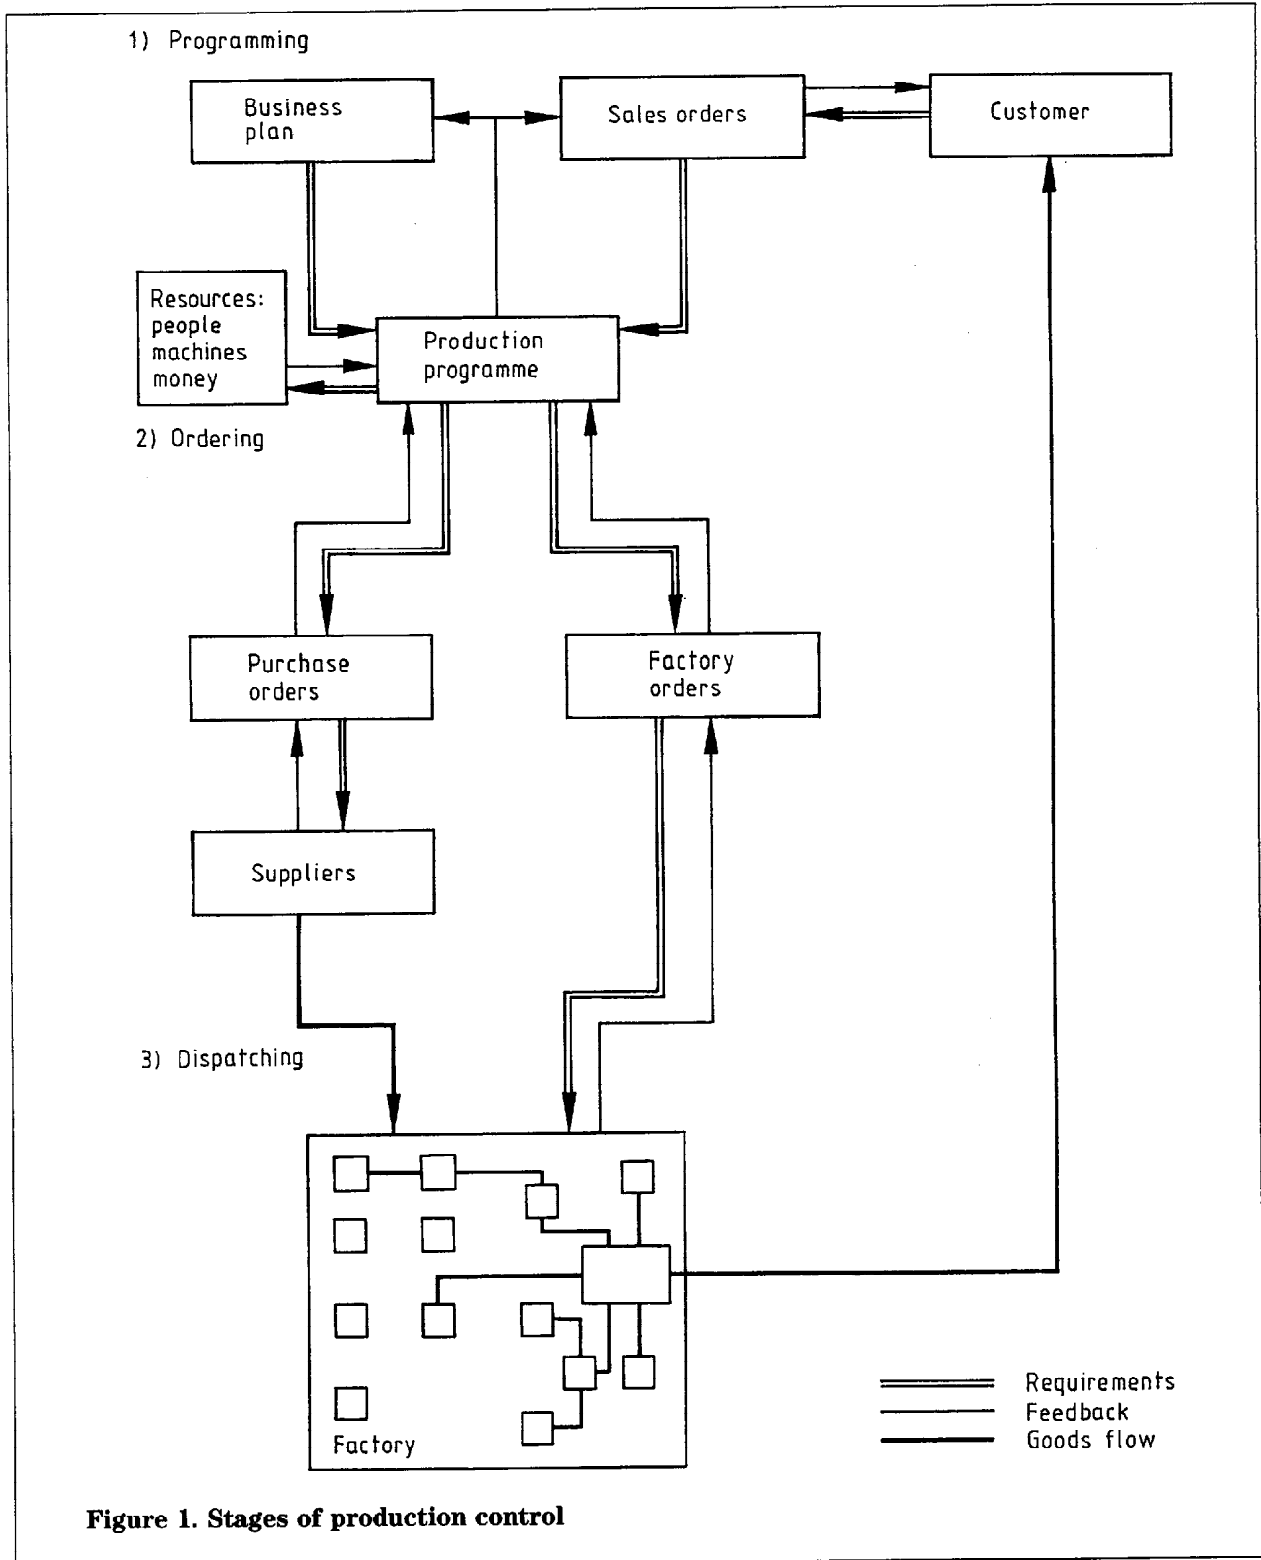 1) Programming
Business
plan
Sales orders
Customer
Resources:
people
machines
money
Production
programme
2) Ordering
Purchase
orders
Factory
orders
Suppliers
3) Dispatching
Factory
Requirements
Feedback
Goods flow
Figure 1. Stages of production control